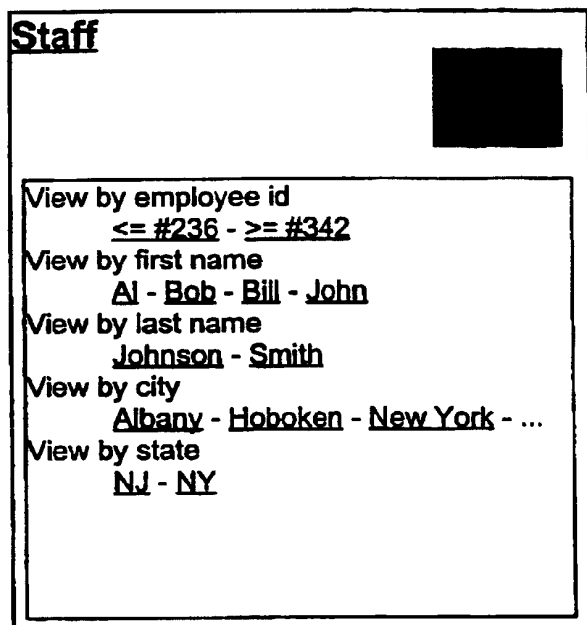 Staff
View by employee id
<= #236 - >= #342
View by first name
Al - Bob - Bill - John
View by last name
Johnson - Smith
View by city
Albany - Hoboken - New York - ...
View by state
NJ - NY